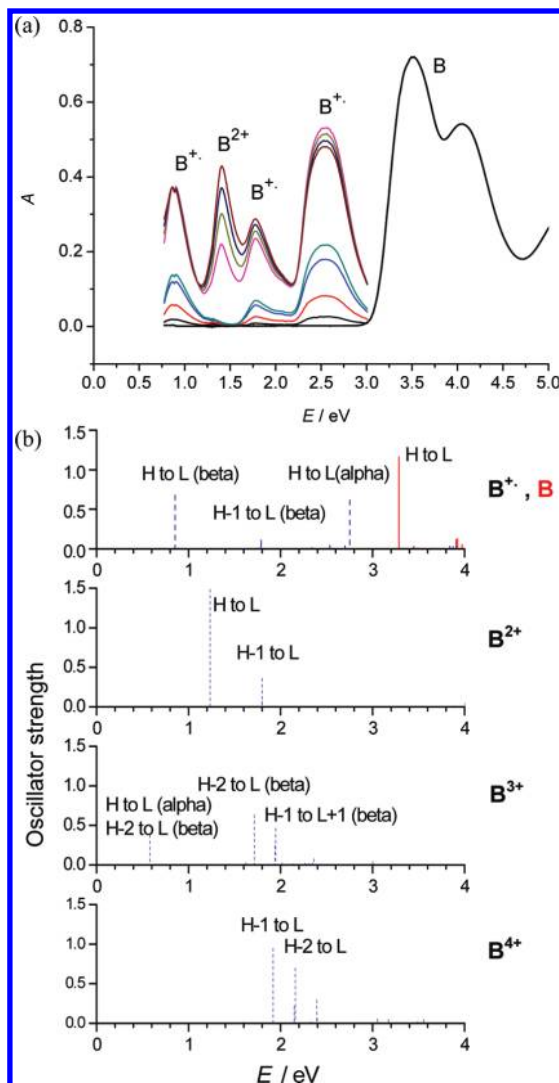 (a)
0.8
0.6
0.4
0.2
0.0
A
B+.
B2+
B+.
B+.
B
0.0 0.5 1.0 1.5 2.0 2.5 3.0 3.5 4.0 4.5 5.0
E / eV
(b)
Oscillator strength
1.5
1.0
0.5
0.0
H to L (beta)
H-1 to L (beta)
H to L(alpha)
H to L
B+. , B
0 1 2 3 4
1.5
1.0
0.5
0.0
H to L
H-1 to L
B2+
0 1 2 3 4
1.5
1.0
0.5
0.0
H to L (alpha)
H-2 to L (beta)
H-2 to L (beta)
H-1 to L+1 (beta)
B3+
0 1 2 3 4
1.5
1.0
0.5
0.0
H-1 to L
H-2 to L
B4+
0 1 2 3 4
E / eV